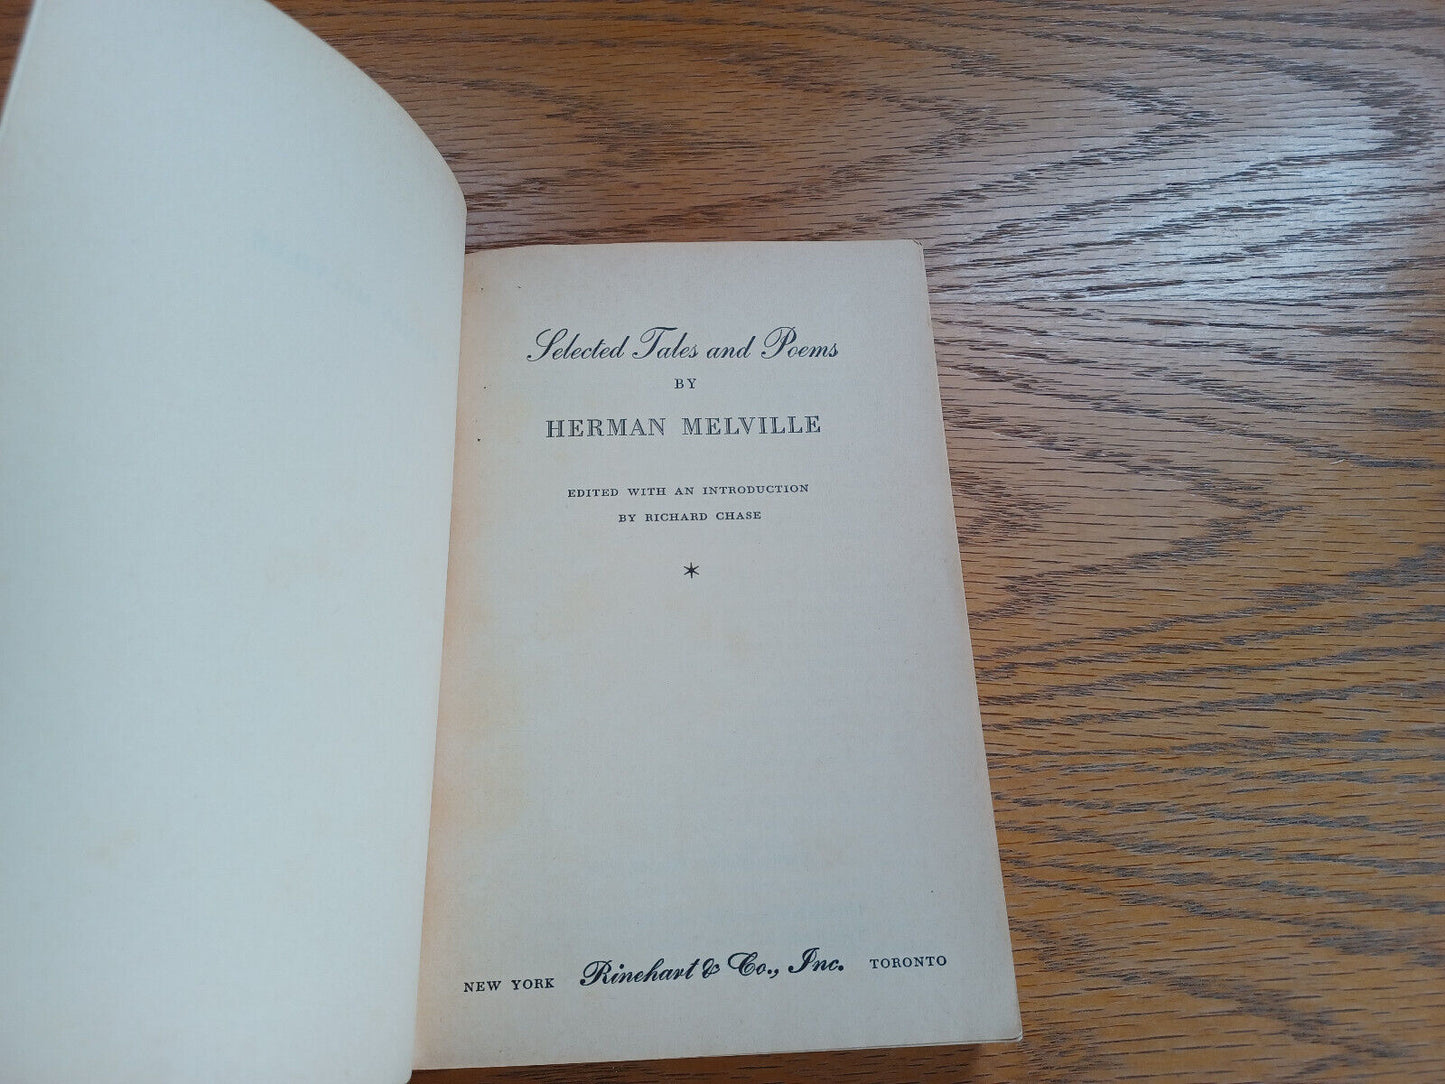 Selected Tales and Poems
BY
HERMAN MELVILLE
EDITED WITH AN INTRODUCTION
BY RICHARD CHASE
NEW YORK Rinehart & Co., Inc. TORONTO